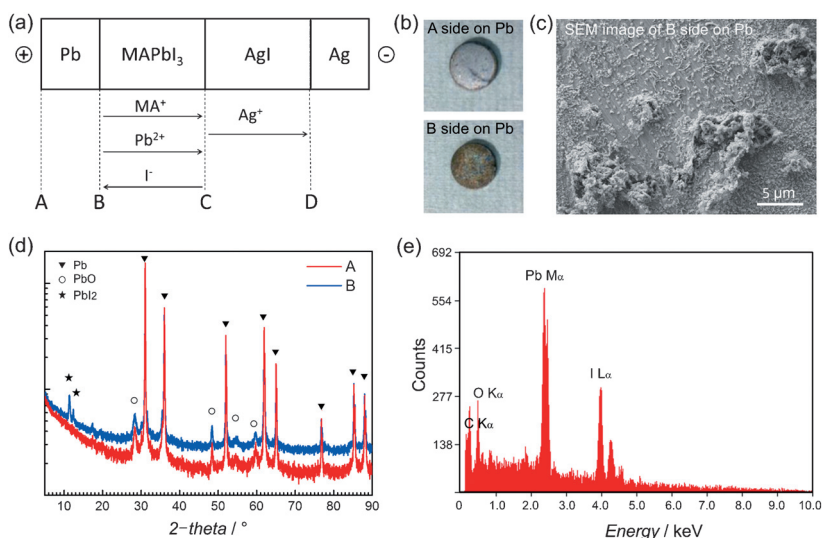 (a)
⊕ Pb MAPbI₃ AgI Ag ⊖
MA⁺
Ag⁺
Pb²⁺
I⁻
A B C D
(b)
A side on Pb
B side on Pb
(c)
SEM image of B side on Pb
5 µm
(d)
▼ Pb
○ PbO
★ PbI2
A
B
10 20 30 40 50 60 70 80 90
2-theta / °
(e)
692
554
415
277
138
0
Counts
Pb Mα
I Lα
O Kα
C Kα
1.0 2.0 3.0 4.0 5.0 6.0 7.0 8.0 9.0 10.0
Energy / keV